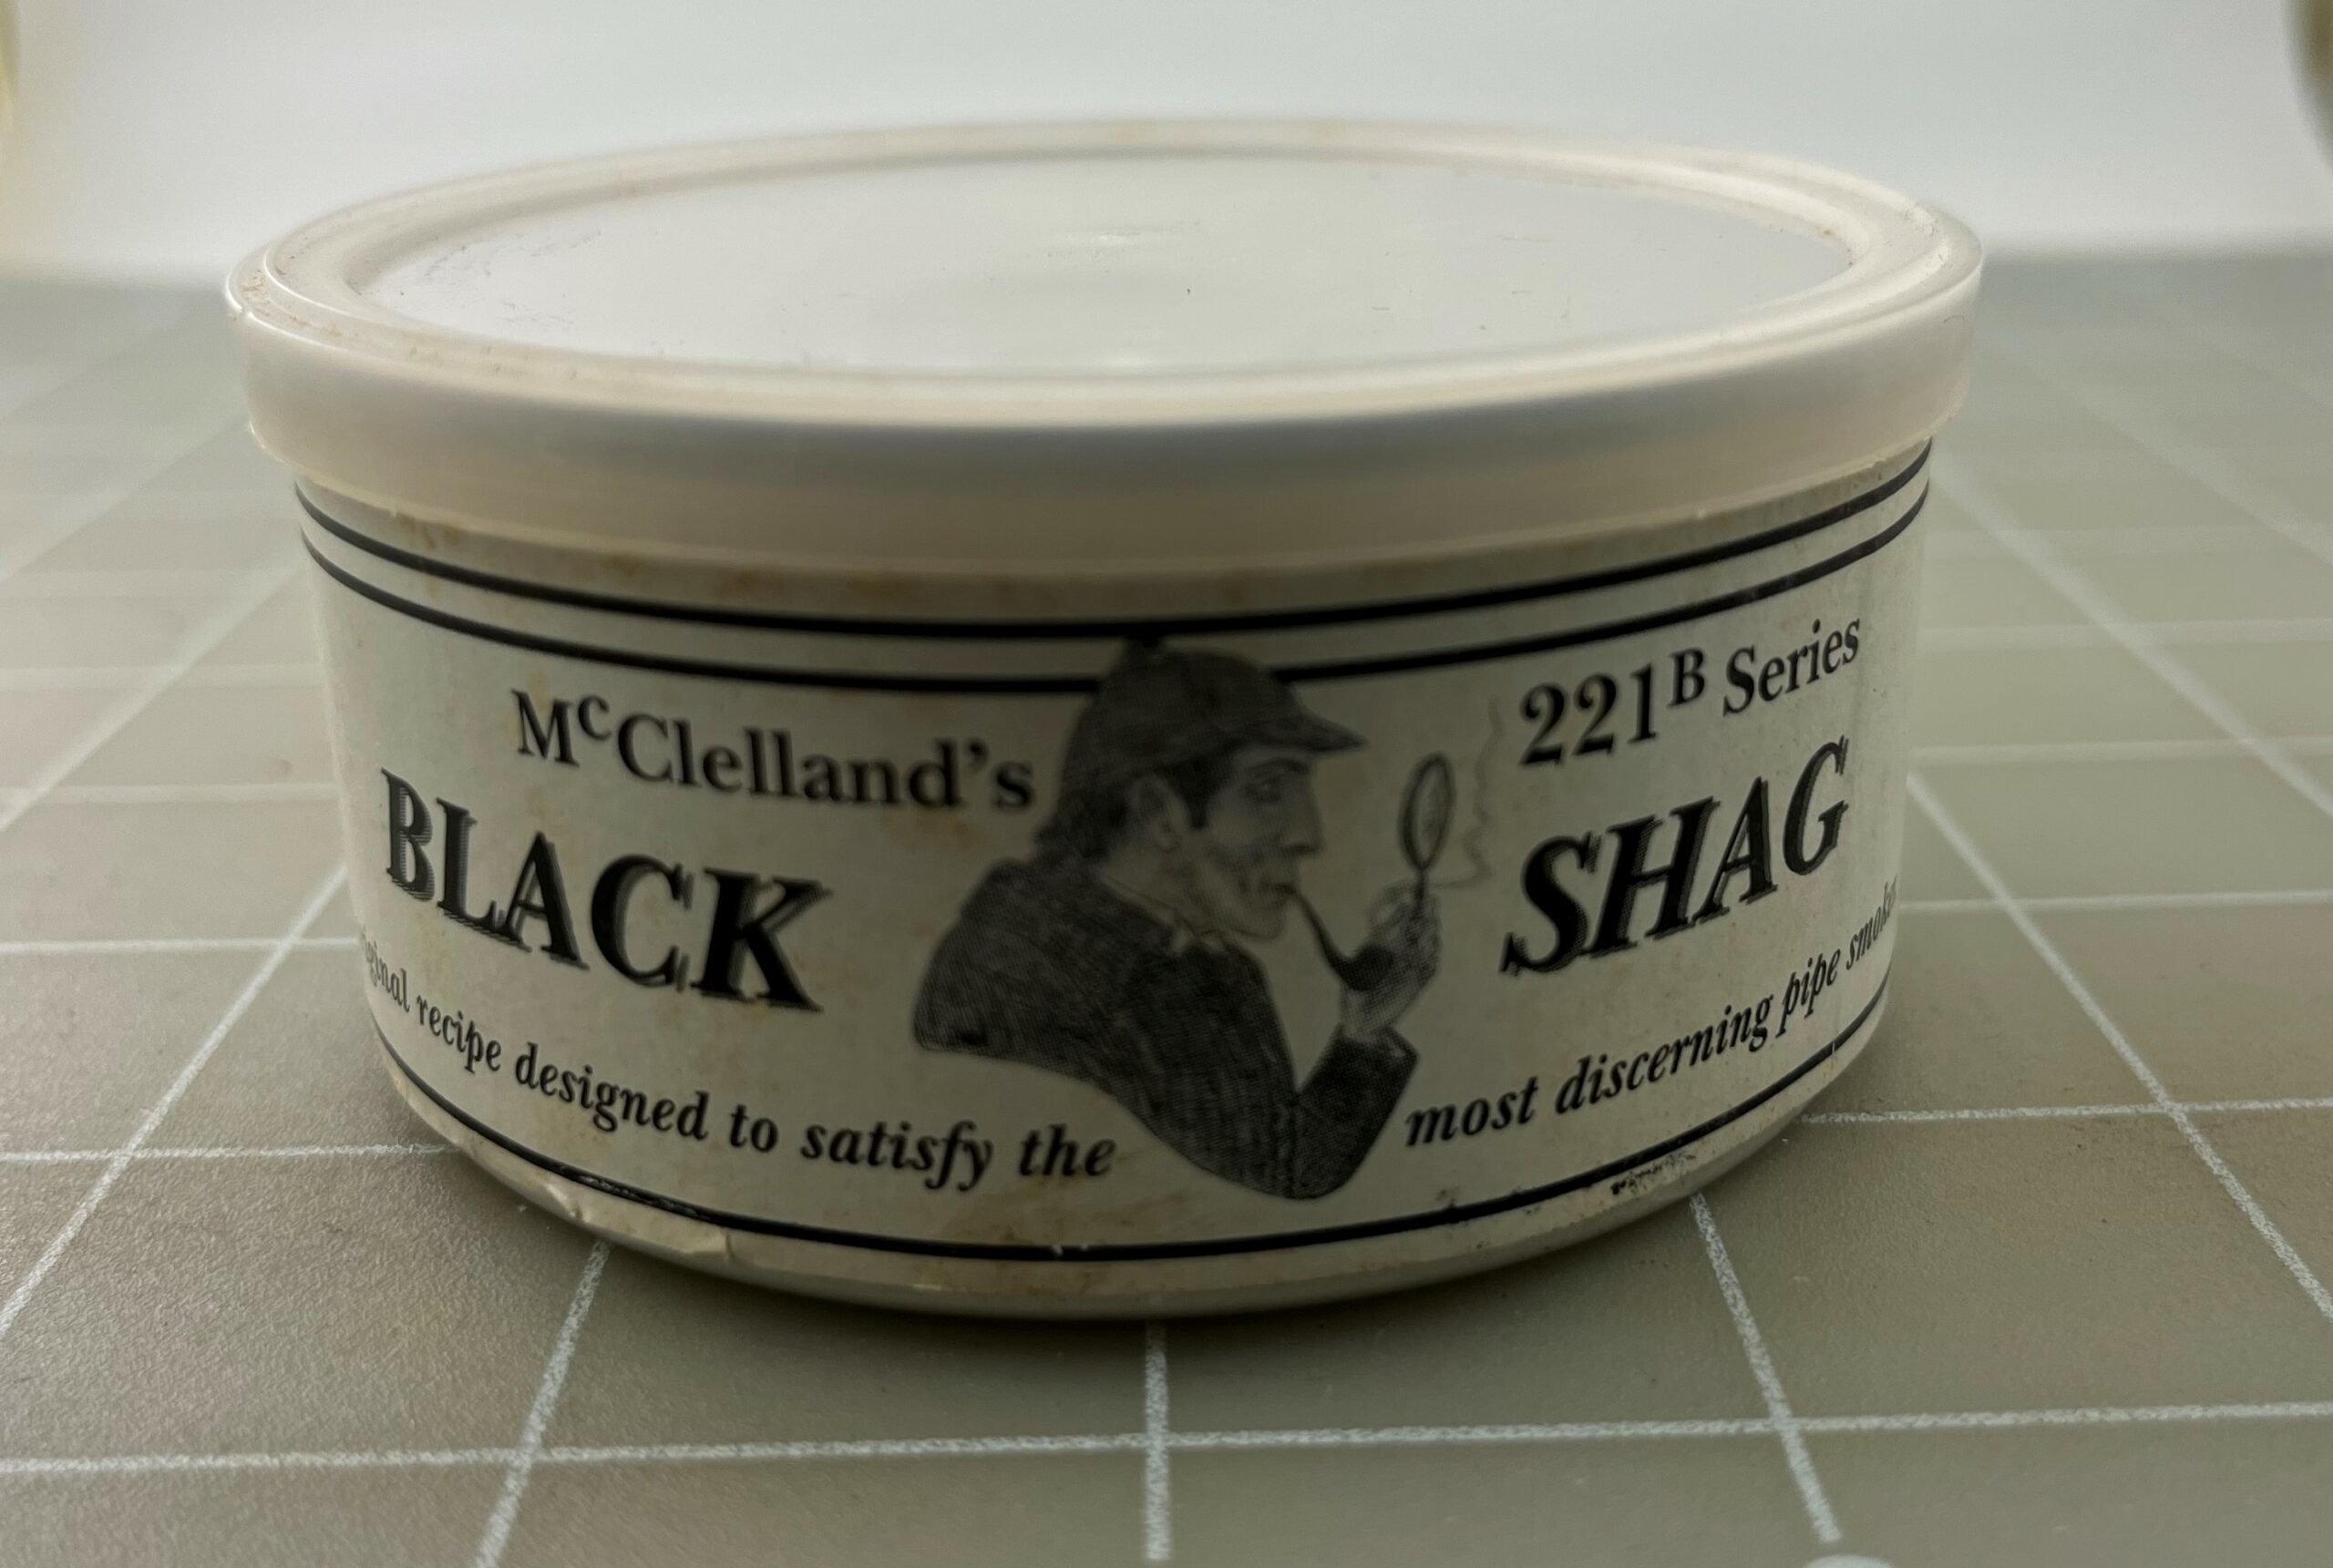 McClelland's
221B Series
BLACK
SHAG
recipe designed to satisfy the
most discerning pipe